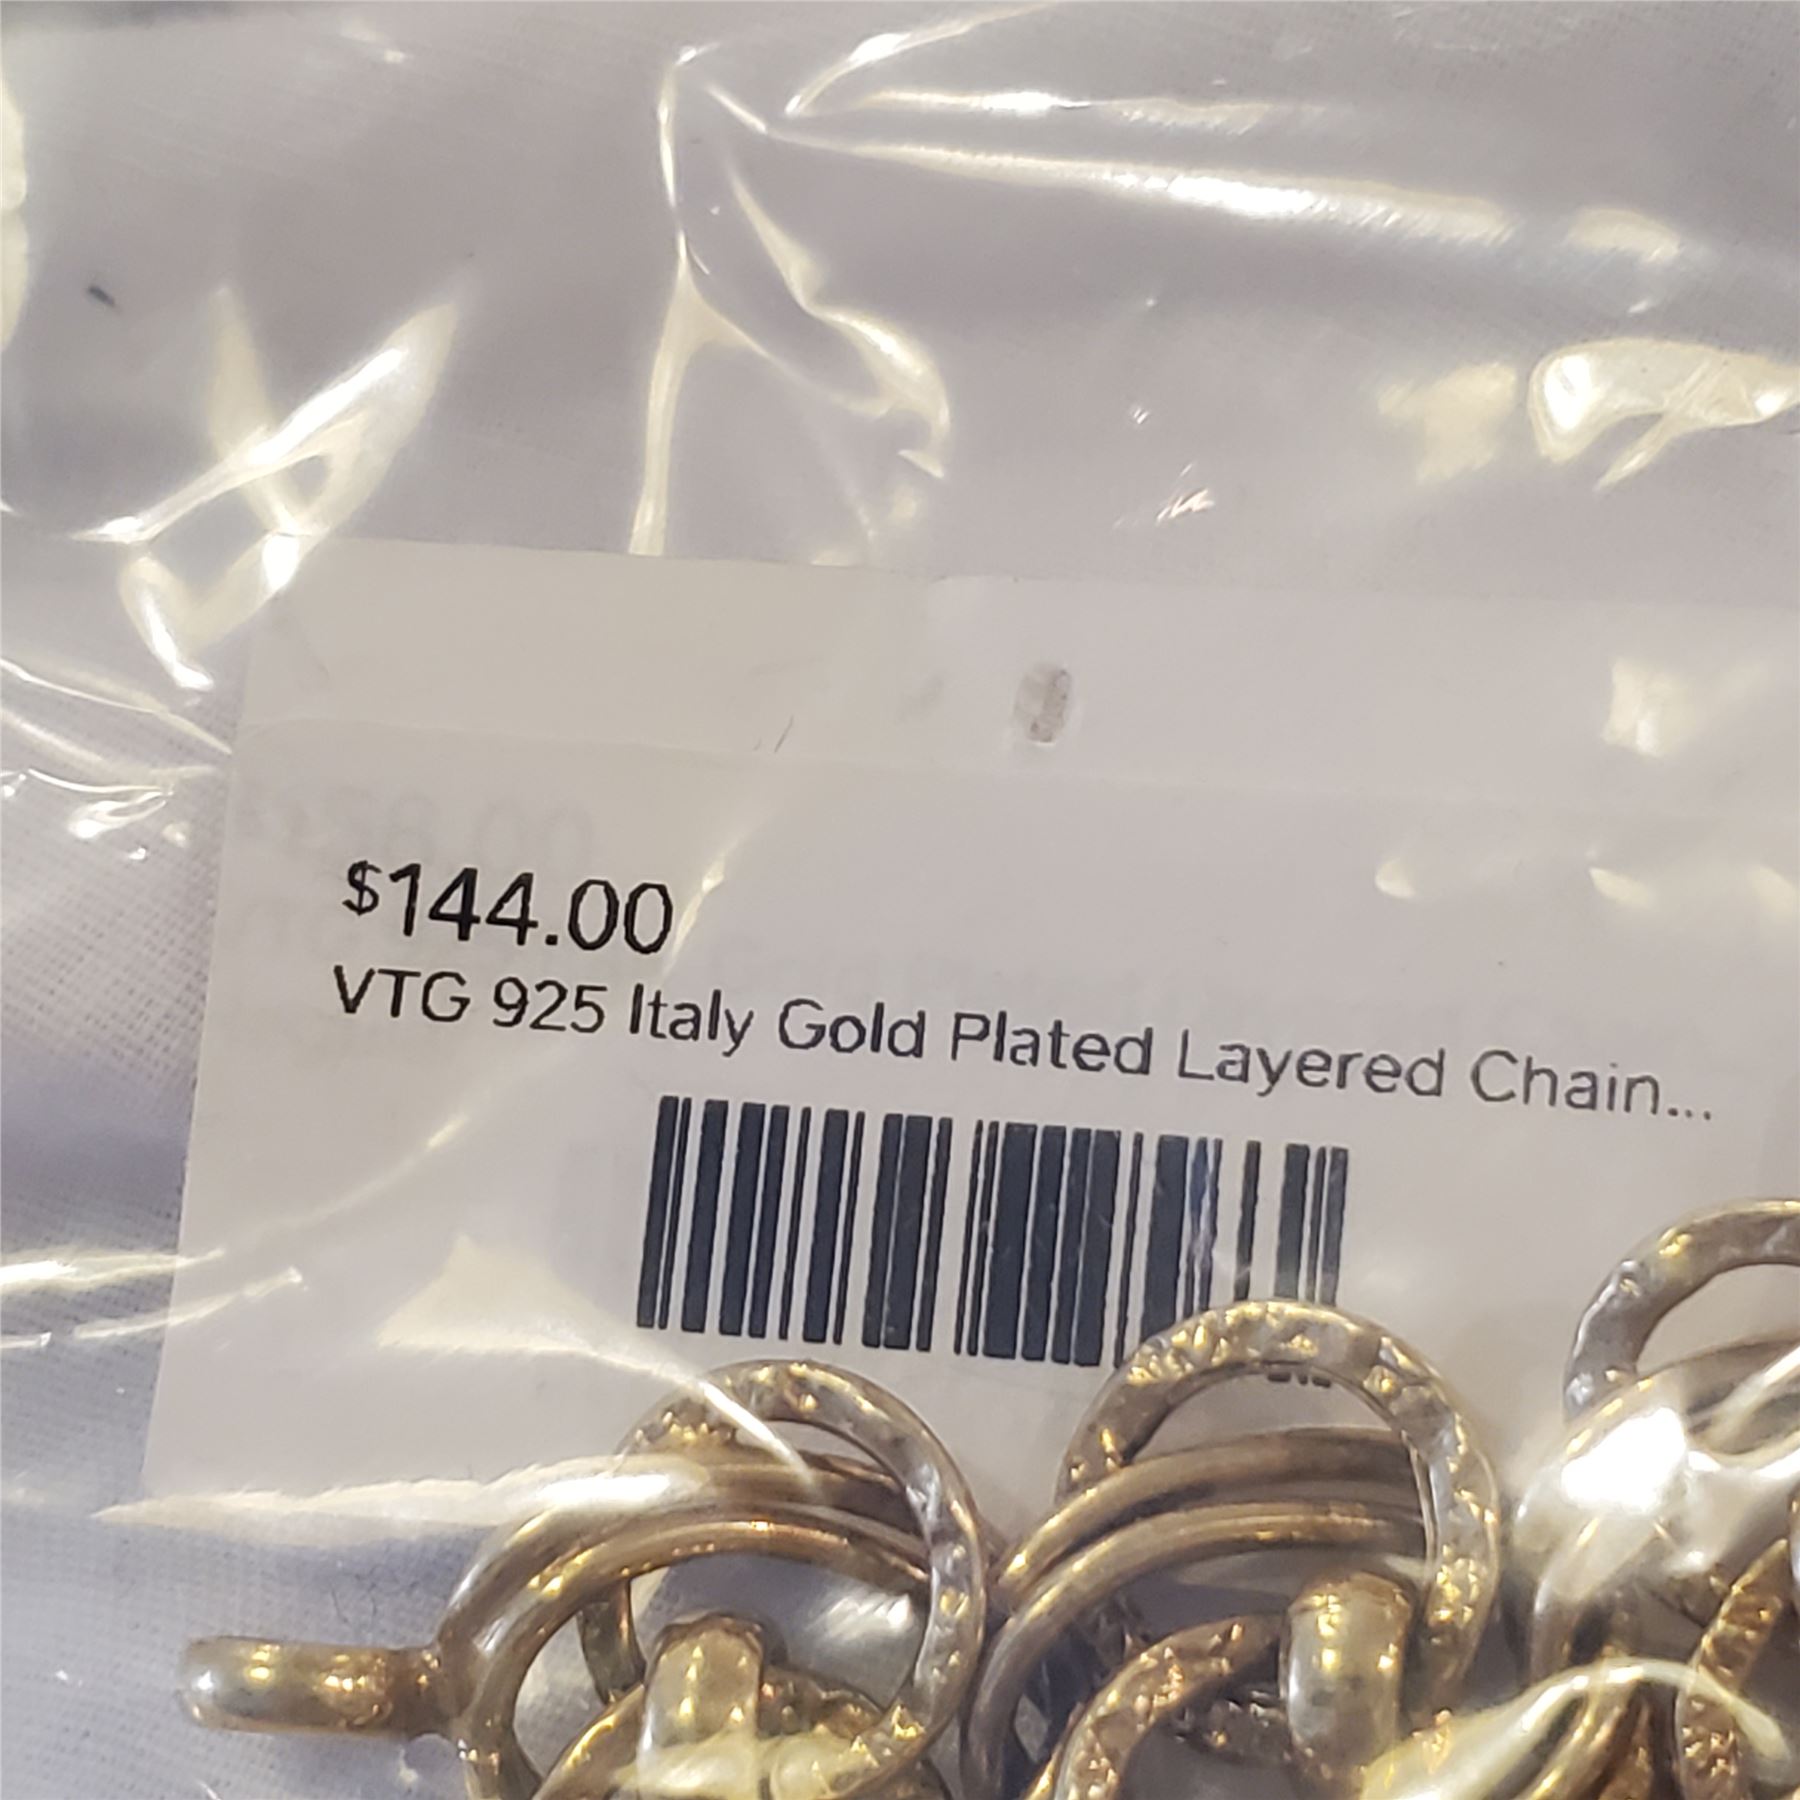 $144.00
VTG 925 Italy Gold Plated Layered Chain...